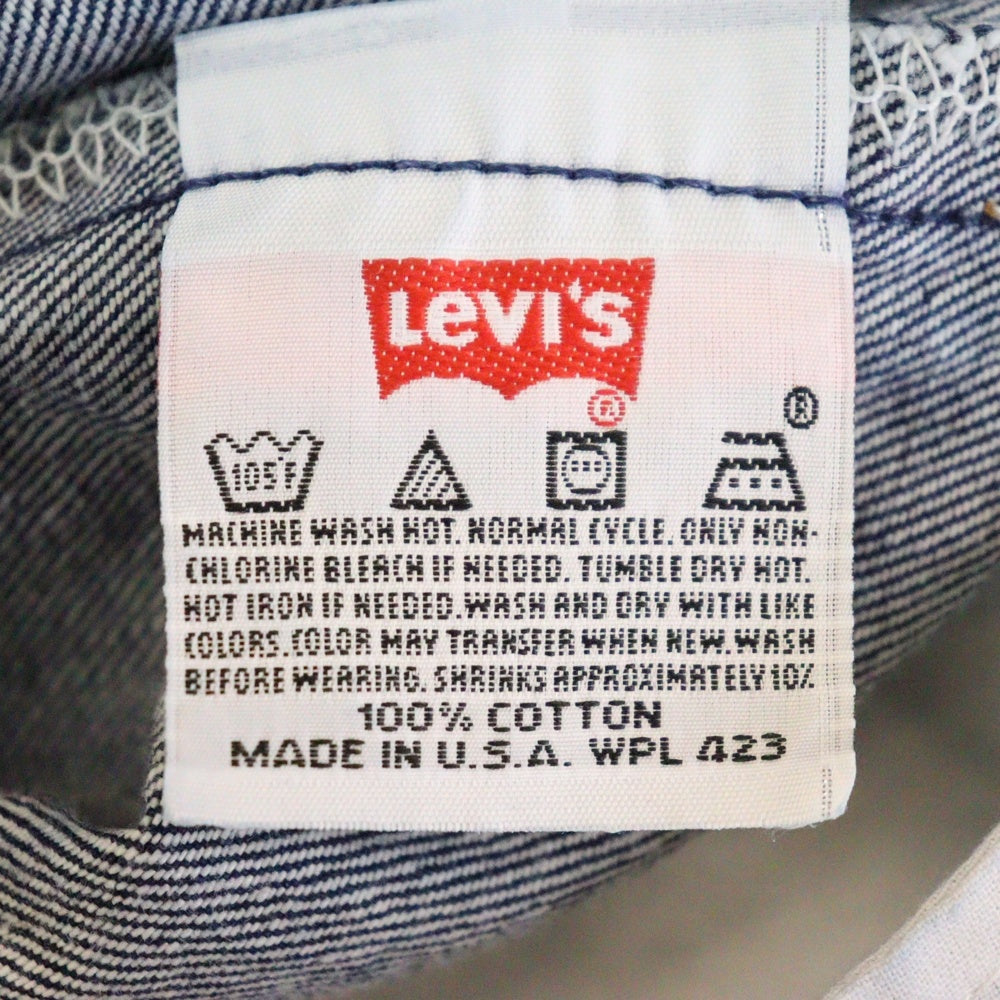 LEVI'S
®
®
105°F
MACHINE WASH HOT. NORMAL CYCLE. ONLY NON-
CHLORINE BLEACH IF NEEDED. TUMBLE DRY HOT.
HOT IRON IF NEEDED. WASH AND DRY WITH LIKE
COLORS. COLOR MAY TRANSFER WHEN NEW. WASH
BEFORE WEARING. SHRINKS APPROXIMATELY 10%
100% COTTON
MADE IN U.S.A. WPL 423